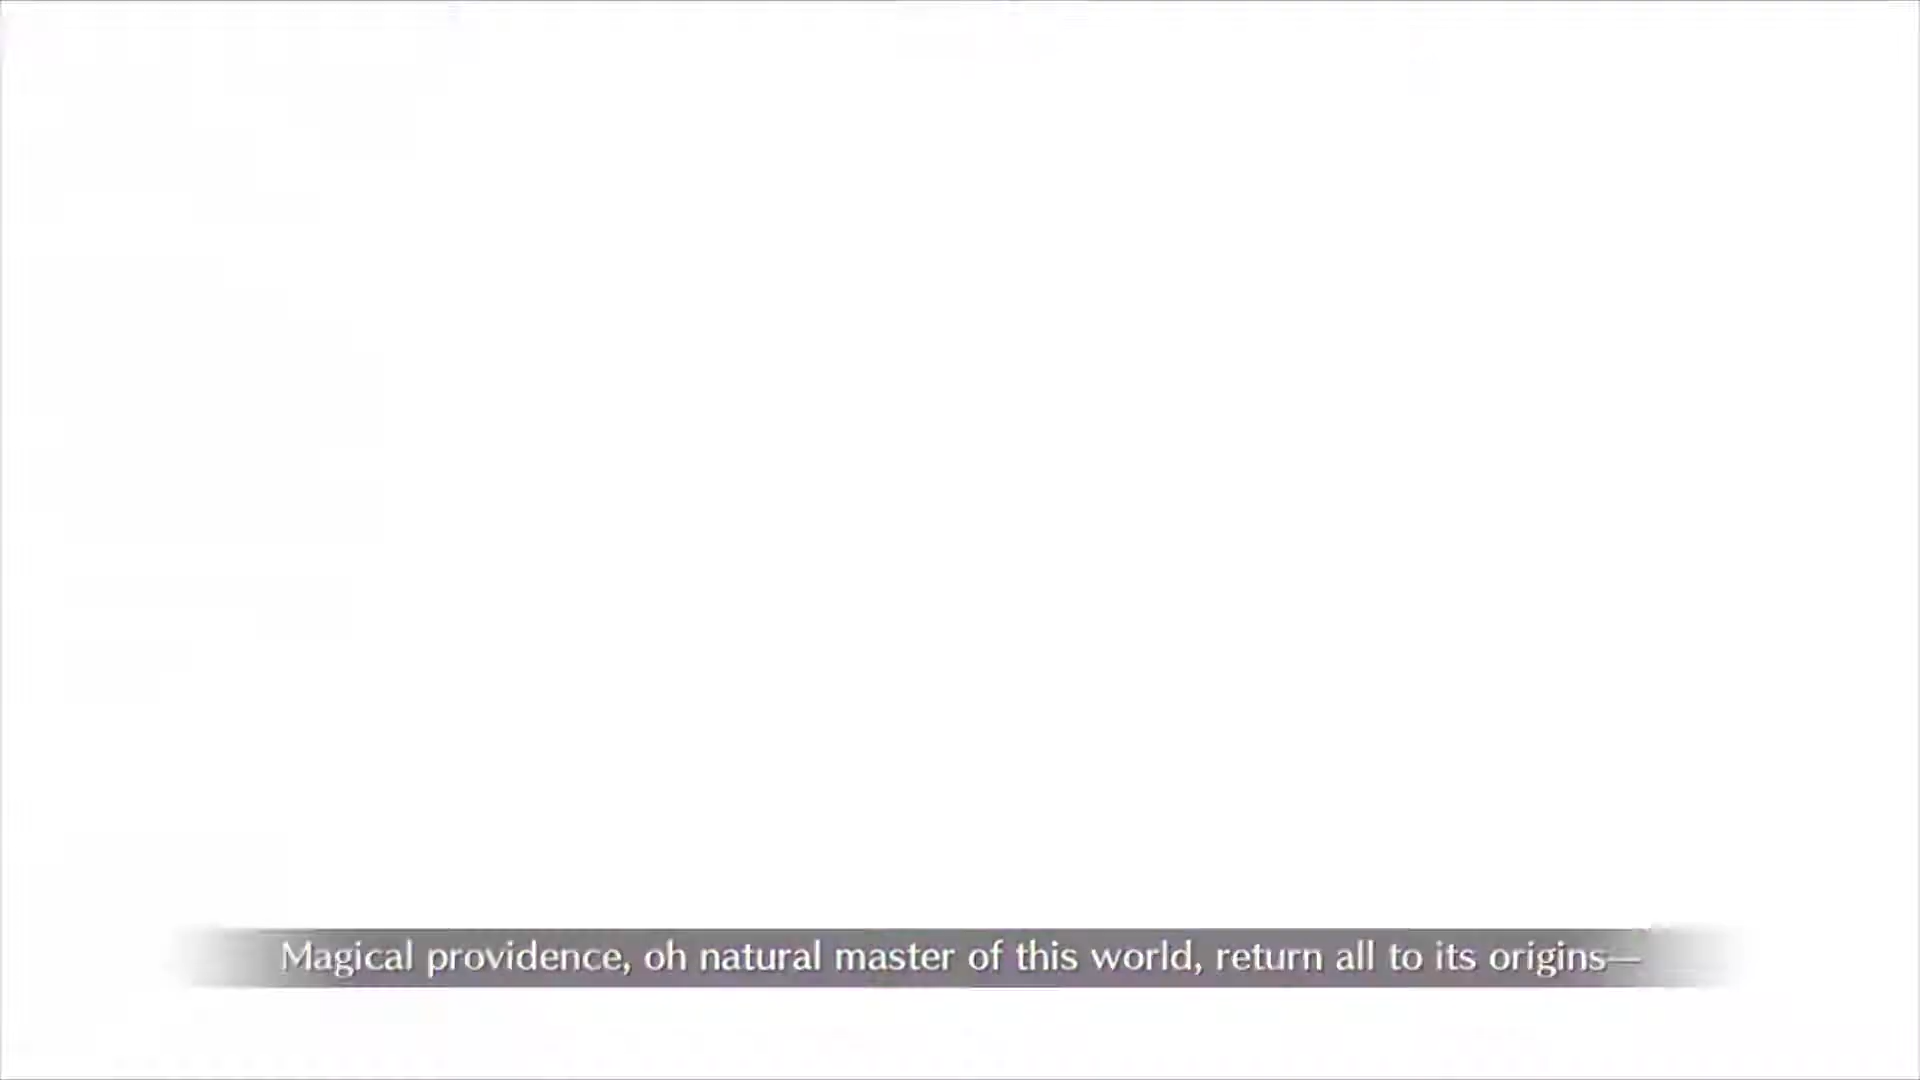 Magical providence, oh natural master of this world, return all to its origins—